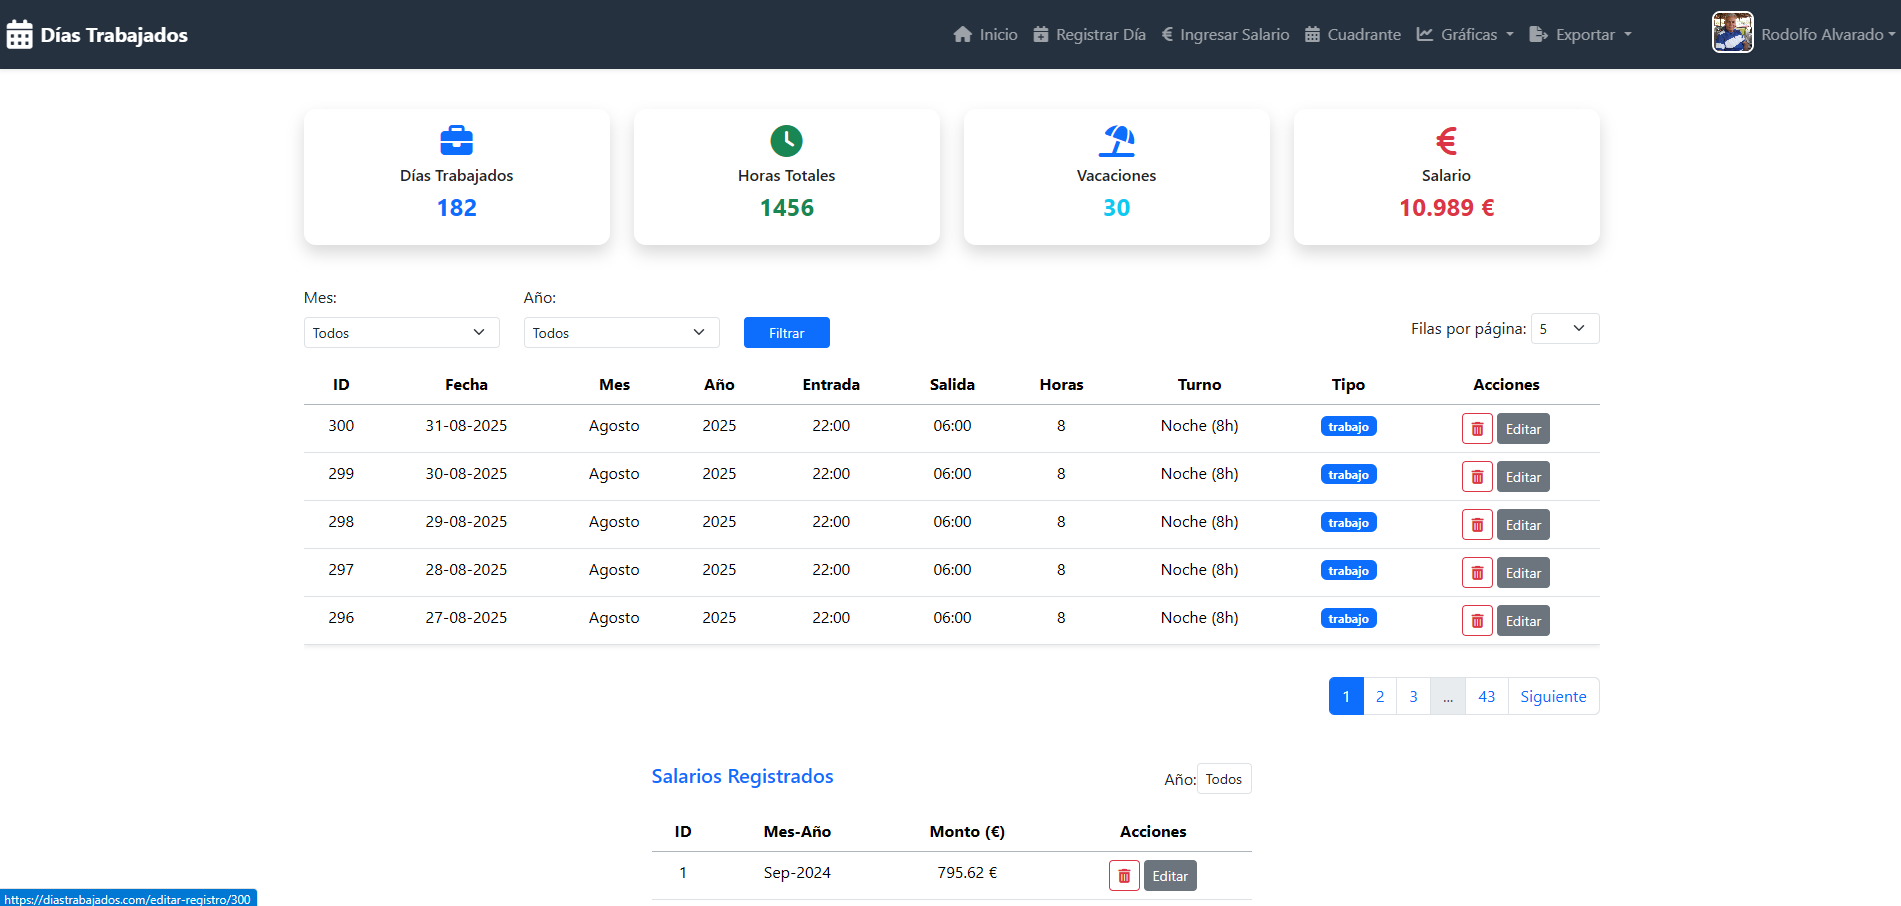 Días Trabajados
Inicio Registrar Día Ingresar Salario Cuadrante Gráficas Exportar Rodolfo Alvarado
Días Trabajados
182
Horas Totales
1456
Vacaciones
30
Salario
10.989 €
Mes:
Todos
Año:
Todos
Filtrar
Filas por página: 5
ID Fecha Mes Año Entrada Salida Horas Turno Tipo Acciones
300 31-08-2025 Agosto 2025 22:00 06:00 8 Noche (8h) trabajo Editar
299 30-08-2025 Agosto 2025 22:00 06:00 8 Noche (8h) trabajo Editar
298 29-08-2025 Agosto 2025 22:00 06:00 8 Noche (8h) trabajo Editar
297 28-08-2025 Agosto 2025 22:00 06:00 8 Noche (8h) trabajo Editar
296 27-08-2025 Agosto 2025 22:00 06:00 8 Noche (8h) trabajo Editar
1 2 3 ... 43 Siguiente
Salarios Registrados
Año: Todos
ID Mes-Año Monto (€) Acciones
1 Sep-2024 795.62 € Editar
https://diastrabajados.com/editar-registro/300